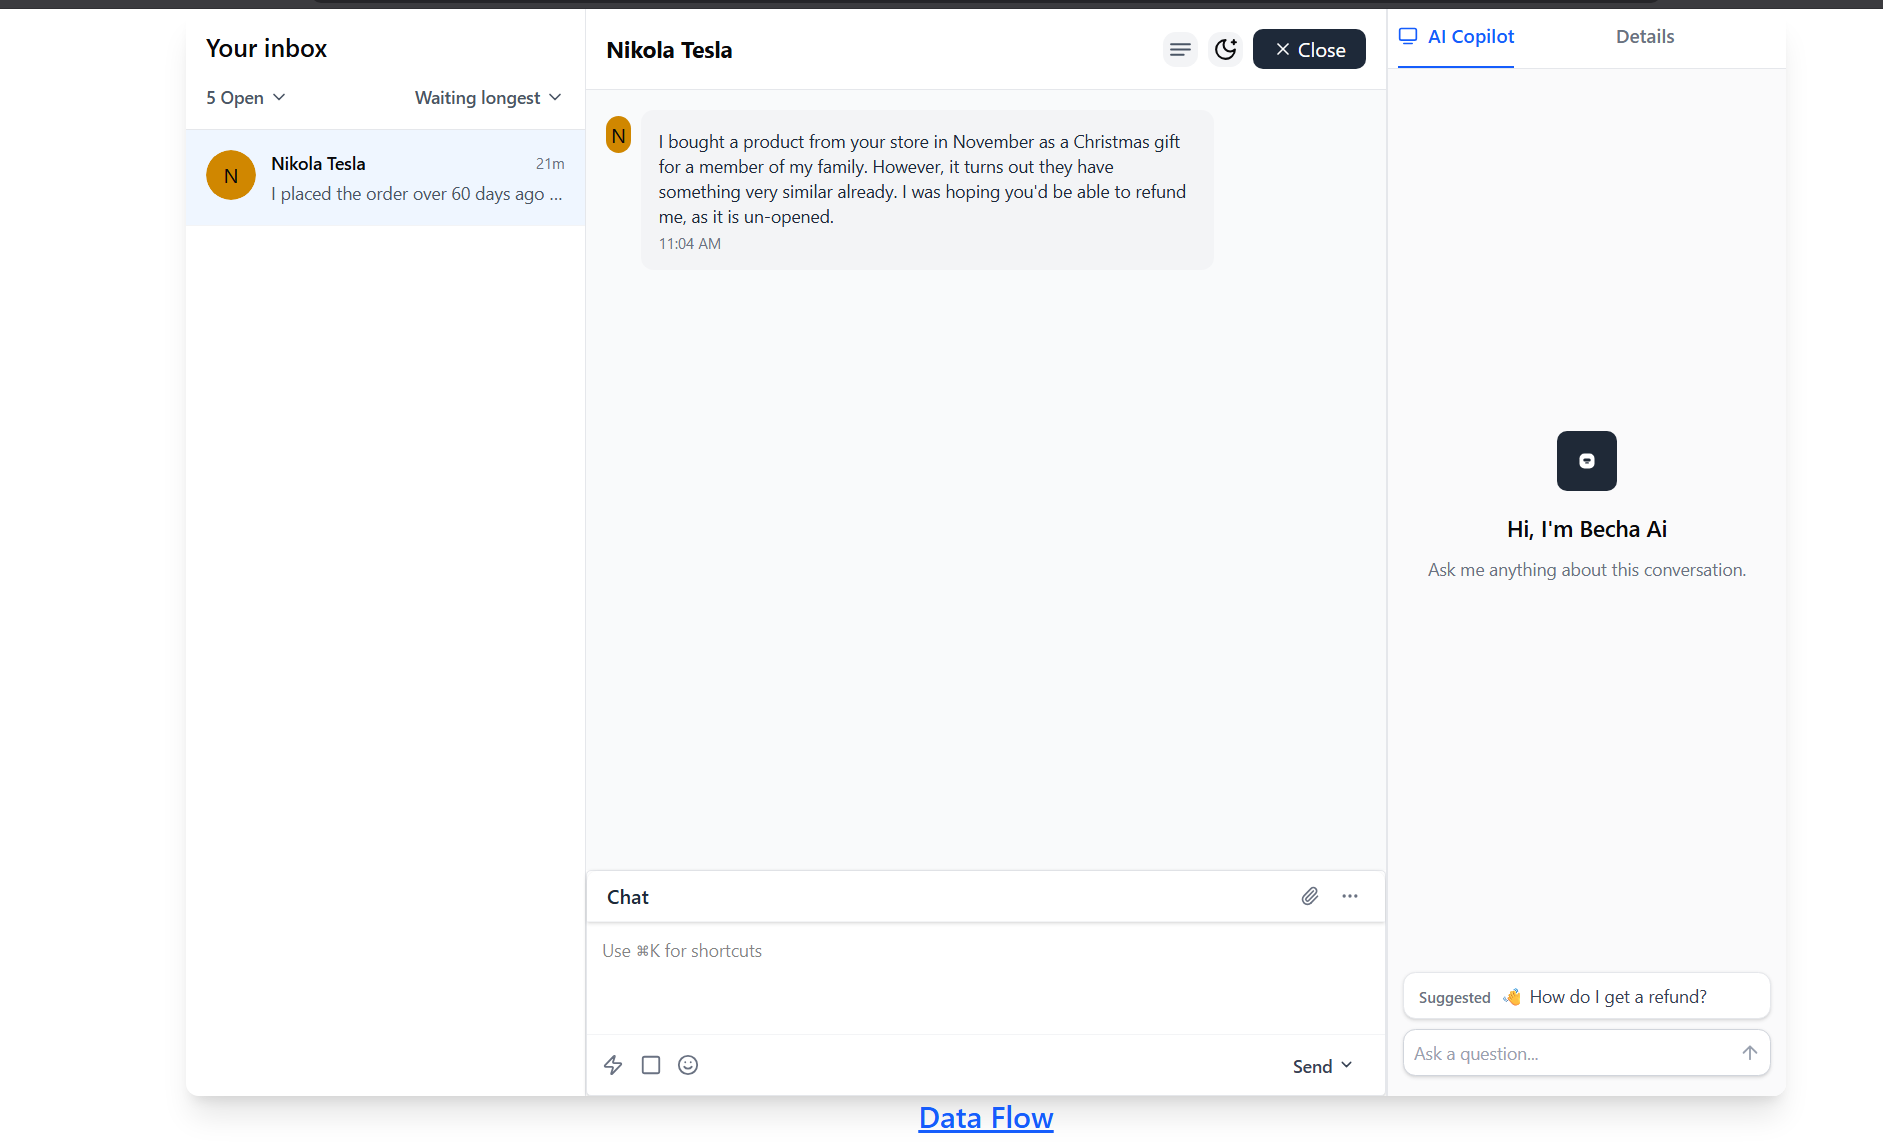 Your inbox
5 Open
Waiting longest
N
Nikola Tesla
21m
I placed the order over 60 days ago ...
Nikola Tesla
Close
N
I bought a product from your store in November as a Christmas gift
for a member of my family. However, it turns out they have
something very similar already. I was hoping you'd be able to refund
me, as it is un-opened.
11:04 AM
Chat
Use ⌘K for shortcuts
Send
AI Copilot
Details
Hi, I'm Becha Ai
Ask me anything about this conversation.
Suggested 👋 How do I get a refund?
Ask a question...
Data Flow